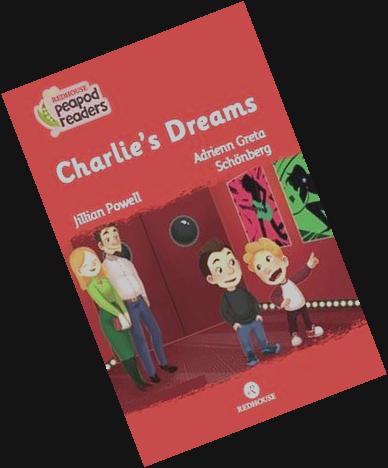 REDHOUSE
peapod
readers
Charlie's Dreams
Adrienn Greta
Schönberg
Jillian Powell
R
REDHOUSE